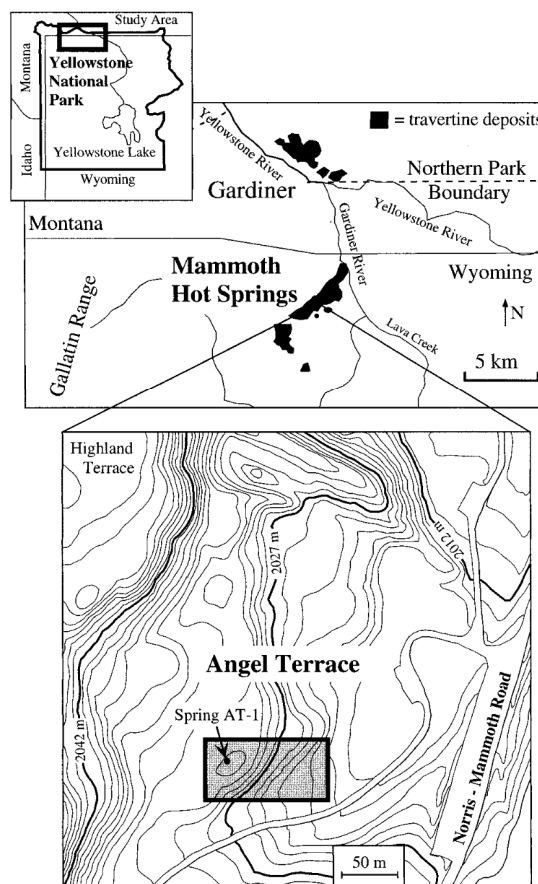 Study Area
Montana
Yellowstone
National
Park
Yellowstone Lake
Idaho
Wyoming
Yellowstone River
= travertine deposits
Gardiner
Northern Park
Boundary
Yellowstone River
Gardiner River
Montana
Wyoming
Mammoth
Hot Springs
Gallatin Range
Lava Creek
N
5 km
Highland
Terrace
2012 m
2027 m
Angel Terrace
Spring AT-1
2042 m
Norris - Mammoth Road
50 m